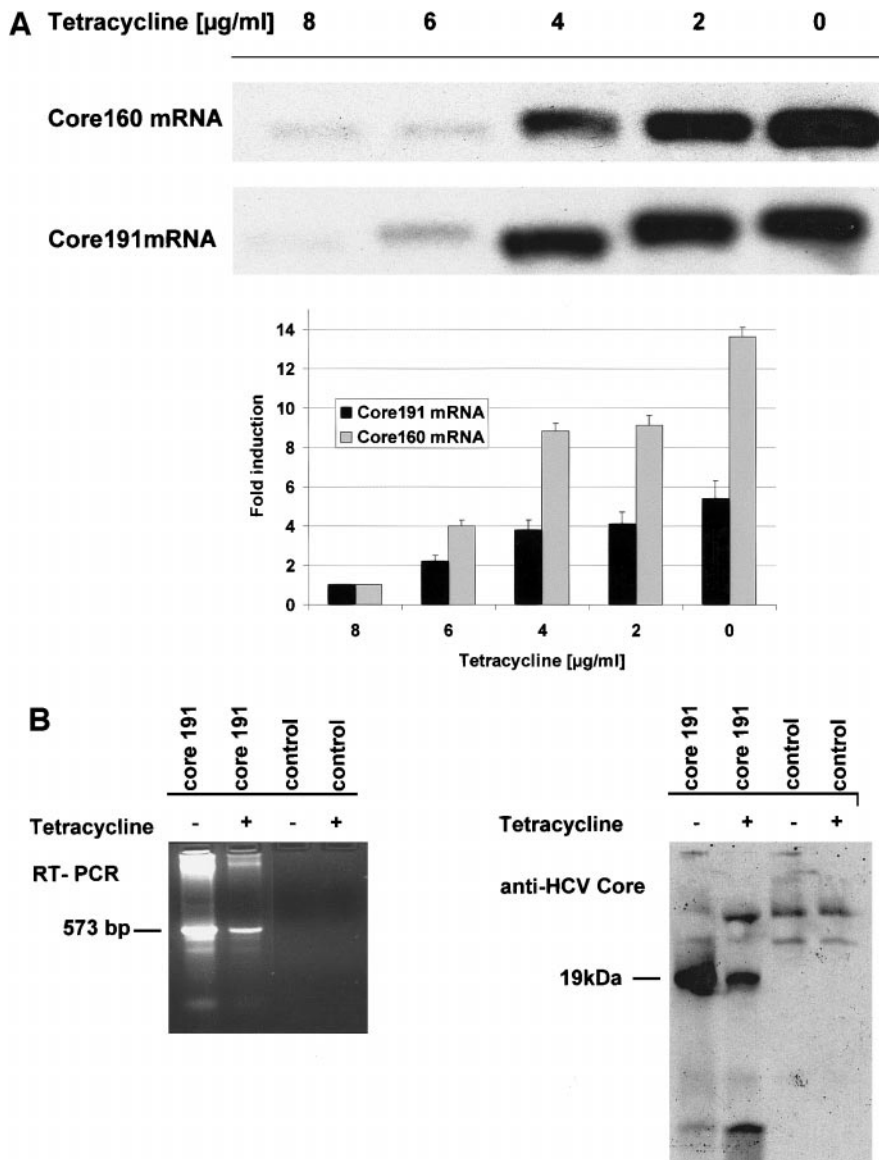 A Tetracycline [µg/ml] 8 6 4 2 0
Core160 mRNA
Core191mRNA
14
12
10
8
6
4
2
0
Fold induction
Core191 mRNA
Core160 mRNA
8 6 4 2 0
Tetracycline [µg/ml]
B
core 191 core 191 control control
Tetracycline - + - +
RT- PCR
573 bp
core 191 core 191 control control
Tetracycline - + - +
anti-HCV Core
19kDa